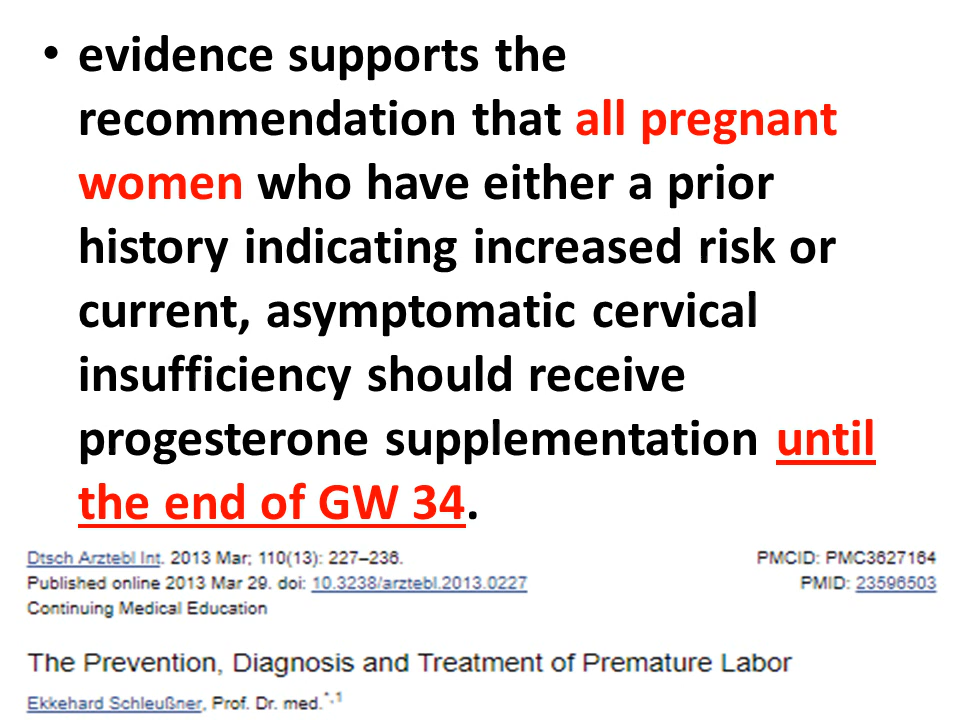 • evidence supports the
recommendation that all pregnant
women who have either a prior
history indicating increased risk or
current, asymptomatic cervical
insufficiency should receive
progesterone supplementation until
the end of GW 34.
Dtsch Arztebl Int. 2013 Mar; 110(13): 227–236. PMCID: PMC3627164
Published online 2013 Mar 29. doi: 10.3238/arztebl.2013.0227 PMID: 23596503
Continuing Medical Education
The Prevention, Diagnosis and Treatment of Premature Labor
Ekkehard Schleußner, Prof. Dr. med.*,1